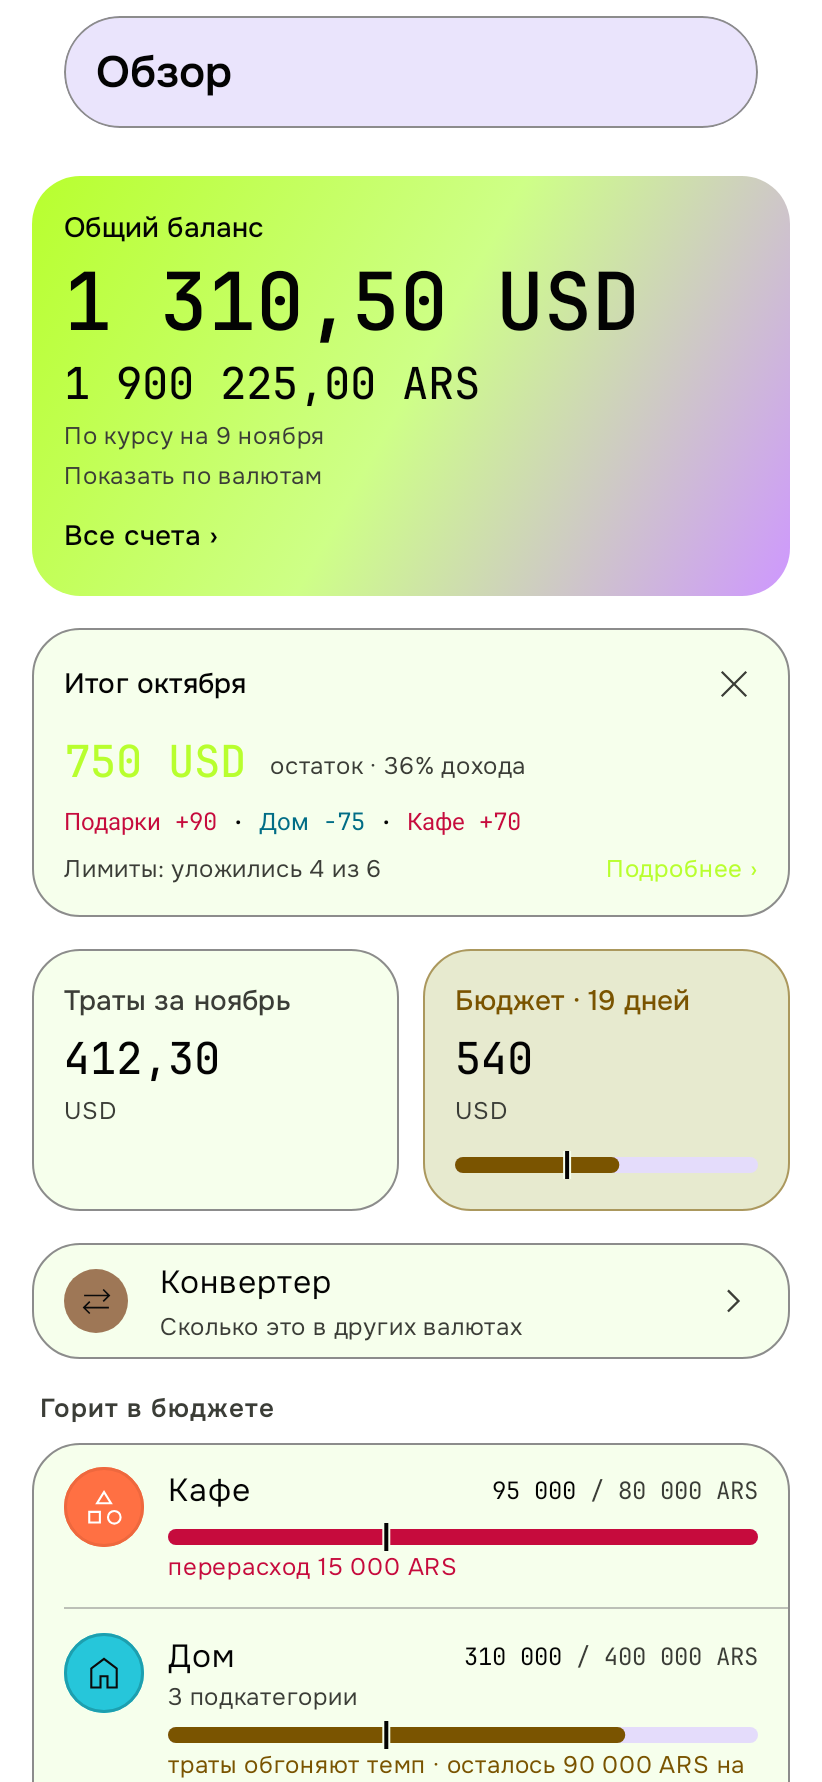 Обзор
Общий баланс
1 310,50 USD
1 900 225,00 ARS
По курсу на 9 ноября
Показать по валютам
Все счета ›
Итог октября
750 USD остаток · 36% дохода
Подарки +90 · Дом -75 · Кафе +70
Лимиты: уложились 4 из 6
Подробнее ›
Траты за ноябрь
412,30
USD
Бюджет · 19 дней
540
USD
Конвертер
Сколько это в других валютах
Горит в бюджете
Кафе
95 000 / 80 000 ARS
перерасход 15 000 ARS
Дом
310 000 / 400 000 ARS
3 подкатегории
траты обгоняют темп · осталось 90 000 ARS на